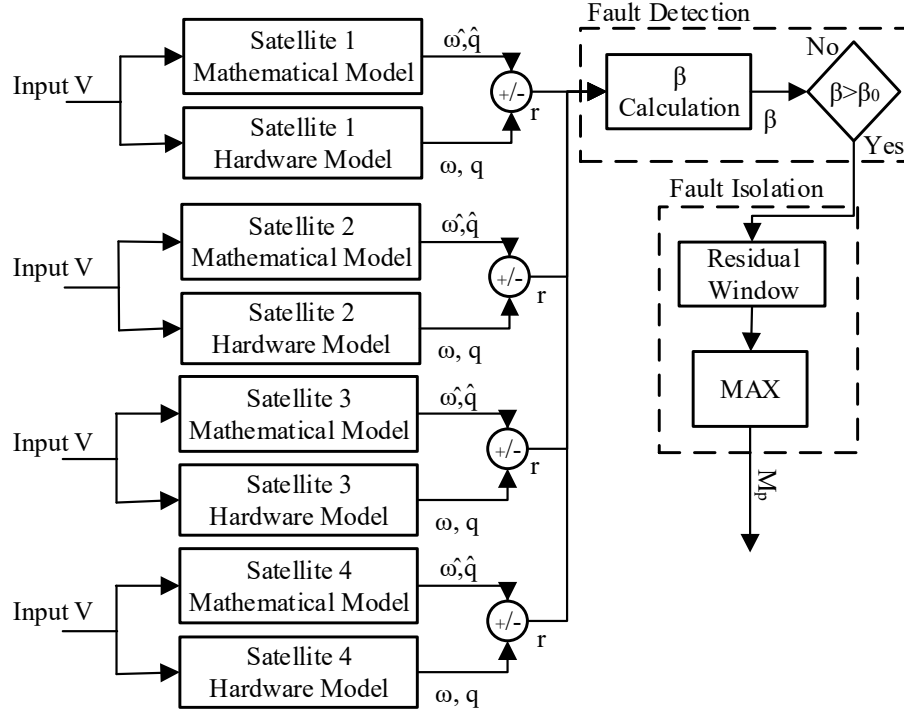 Fault Detection
Satellite 1
Mathematical Model
ω̂,q̂
Input V
Satellite 1
Hardware Model
ω, q
+/-
r
β
Calculation
β
No
β>β₀
Yes
Fault Isolation
Satellite 2
Mathematical Model
ω̂,q̂
Input V
Satellite 2
Hardware Model
ω, q
+/-
r
Residual
Window
MAX
Mₚ
Satellite 3
Mathematical Model
ω̂,q̂
Input V
Satellite 3
Hardware Model
ω, q
+/-
r
Satellite 4
Mathematical Model
ω̂,q̂
Input V
Satellite 4
Hardware Model
ω, q
+/-
r